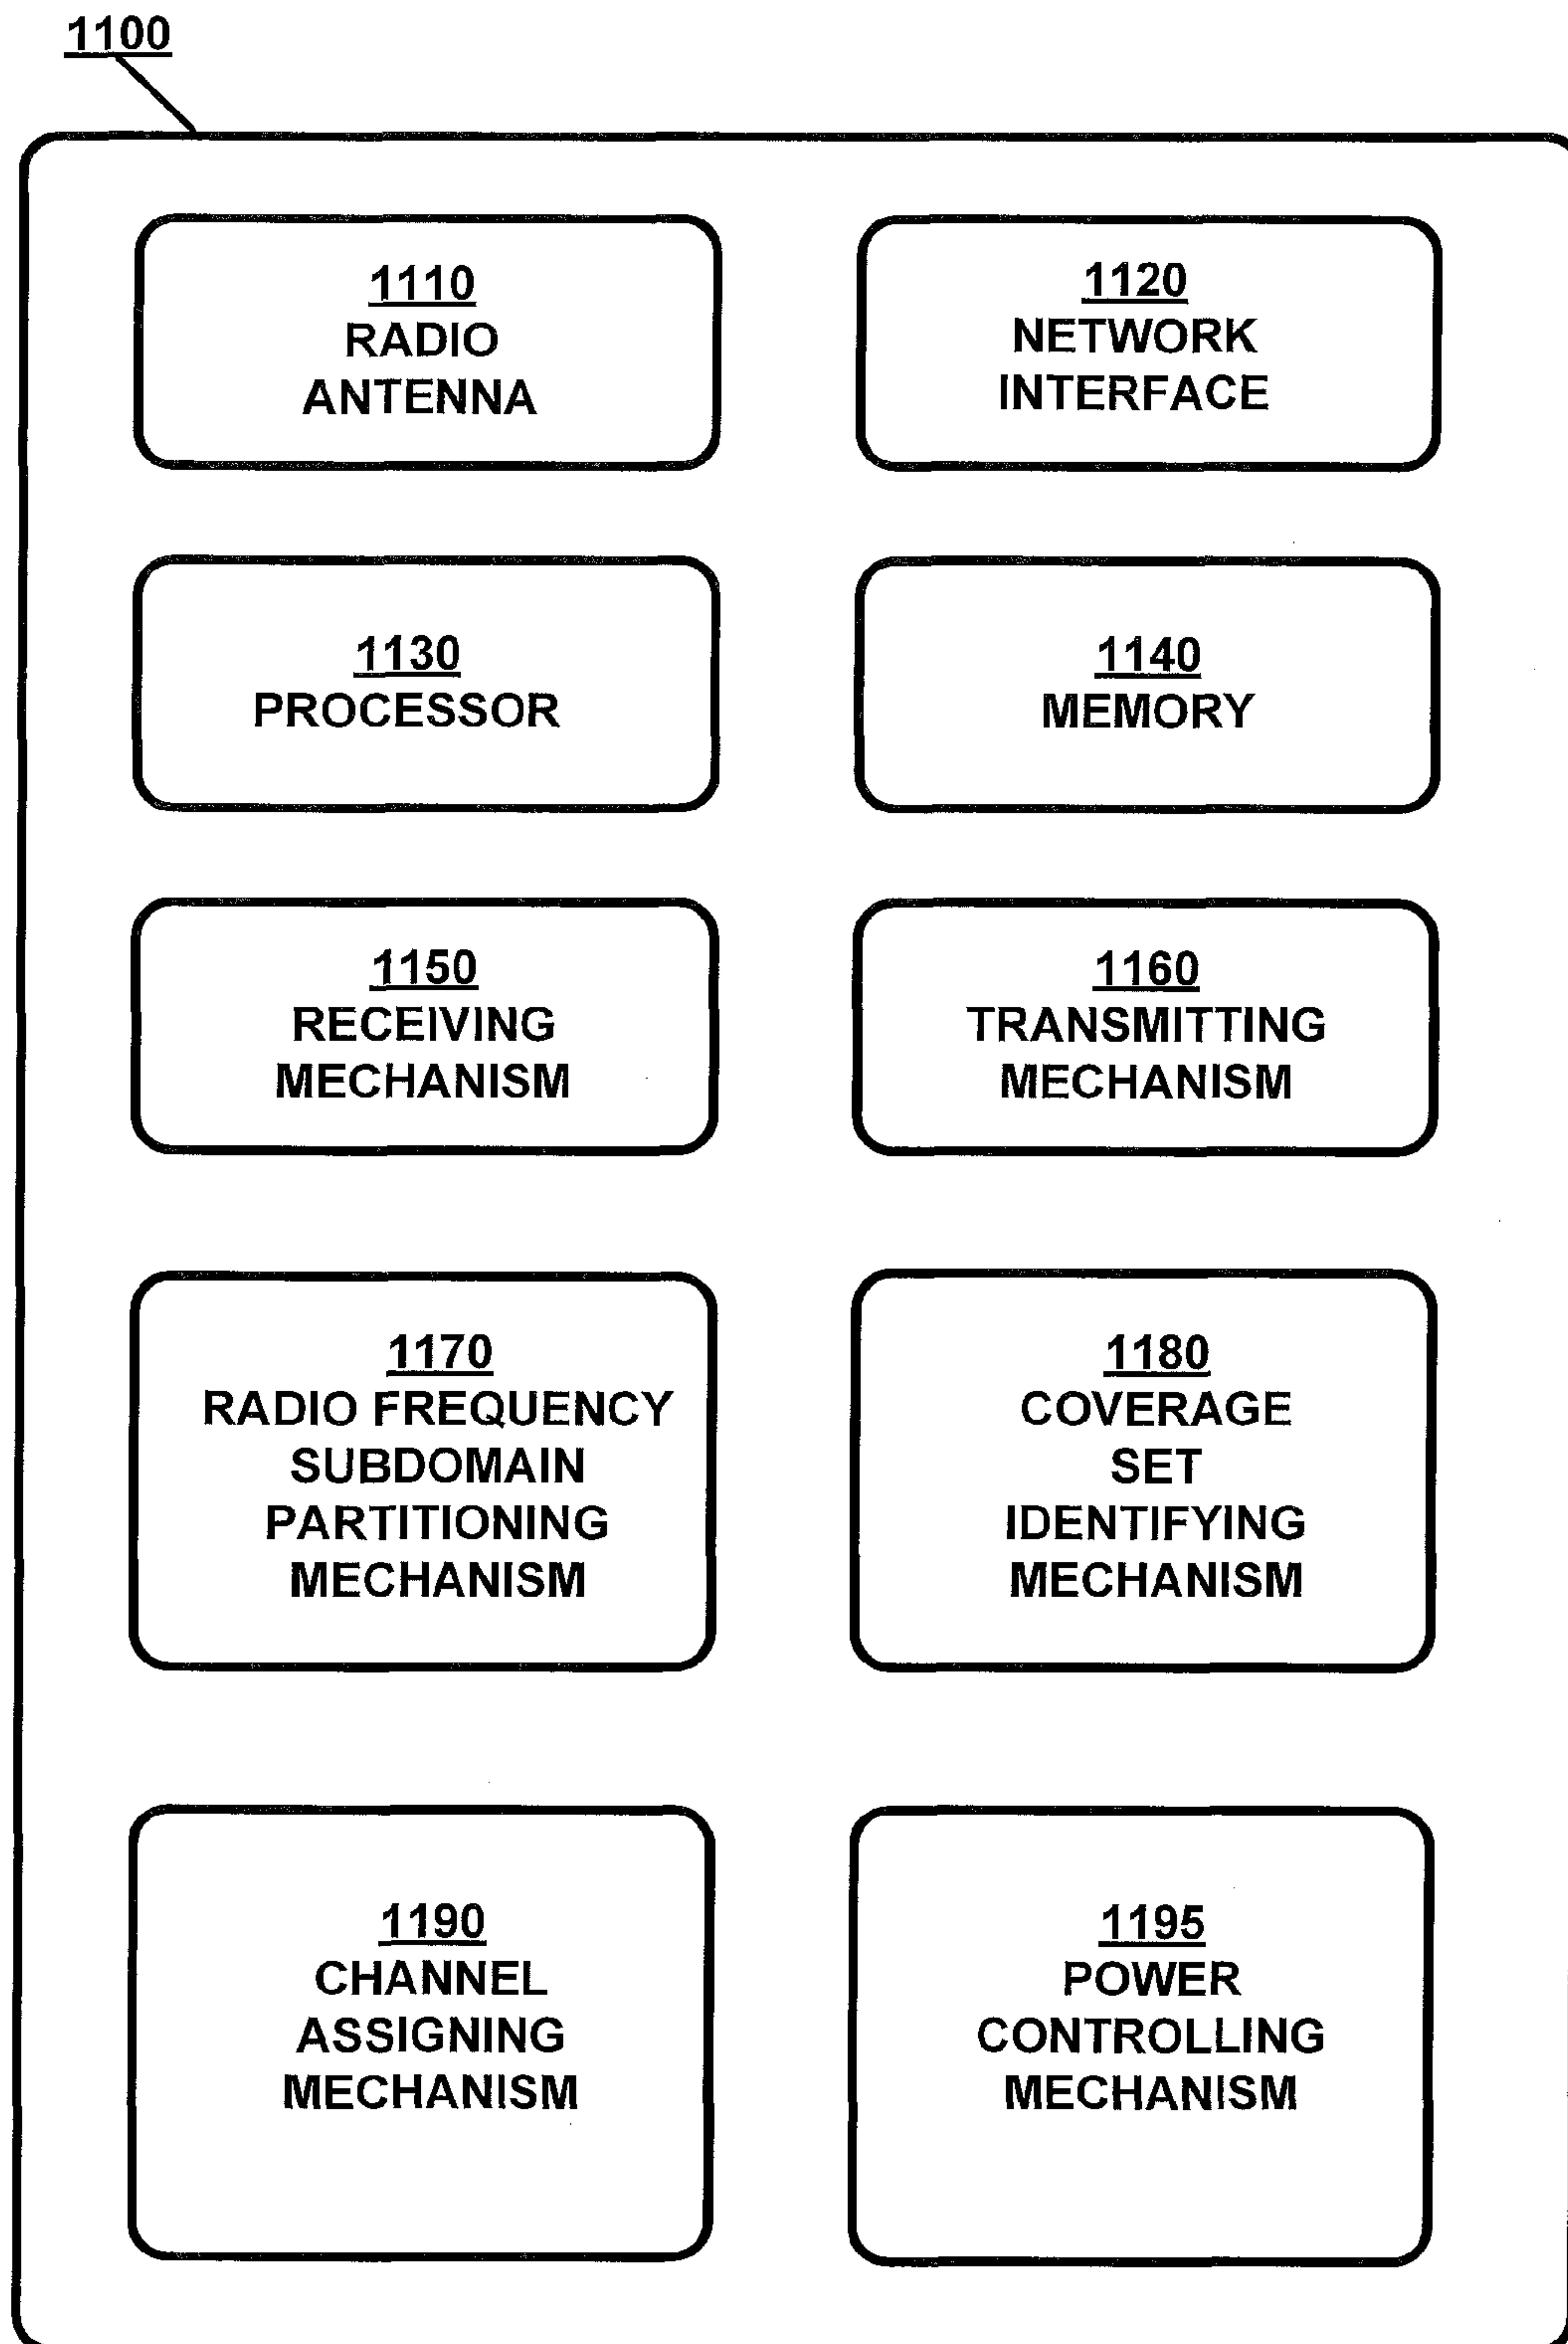 1100
1110
RADIO
ANTENNA
1120
NETWORK
INTERFACE
1130
PROCESSOR
1140
MEMORY
1150
RECEIVING
MECHANISM
1160
TRANSMITTING
MECHANISM
1170
RADIO FREQUENCY
SUBDOMAIN
PARTITIONING
MECHANISM
1180
COVERAGE
SET
IDENTIFYING
MECHANISM
1190
CHANNEL
ASSIGNING
MECHANISM
1195
POWER
CONTROLLING
MECHANISM